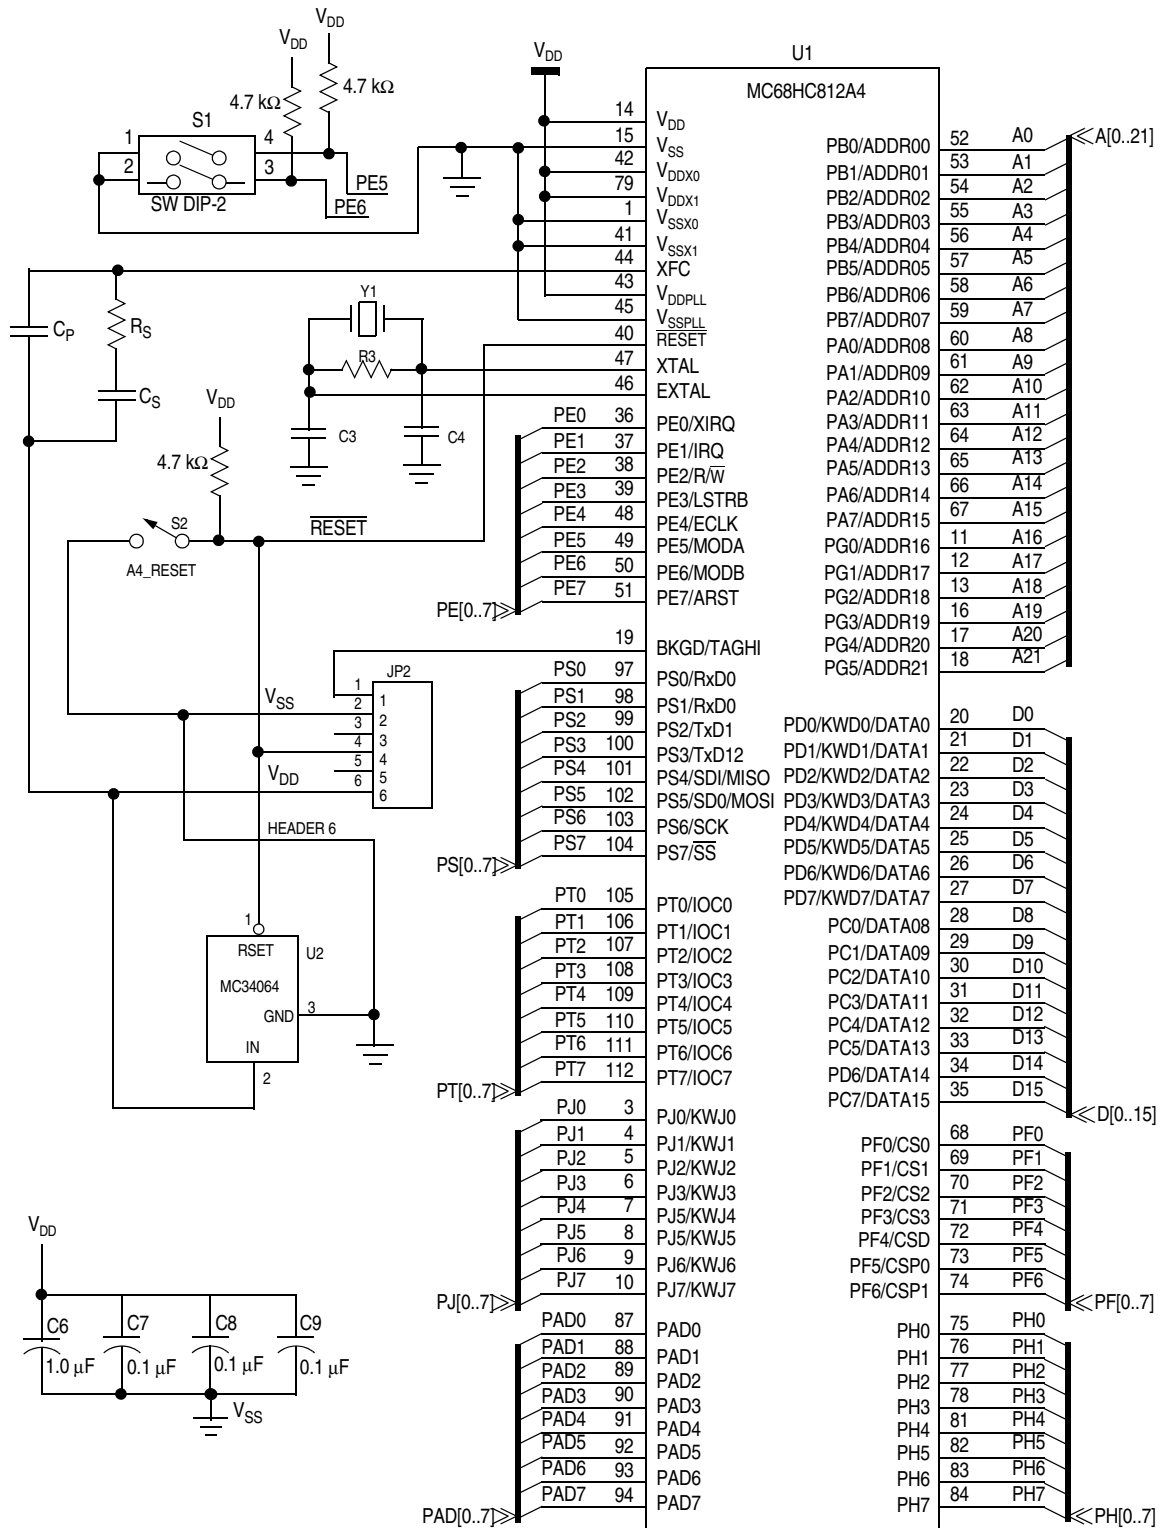 VDD
VDD
4.7 kΩ
4.7 kΩ
S1
1
2
4
3
SW DIP-2
PE5
PE6
VDD
U1
MC68HC812A4
14 VDD
15 VSS
42 VDDX0
79 VDDX1
1 VSSX0
41 VSSX1
44 XFC
43 VDDPLL
45 VSSPLL
40 RESET
47 XTAL
46 EXTAL
CP
RS
CS
Y1
R3
C3
C4
VDD
4.7 kΩ
S2
A4_RESET
RESET
PE0 36 PE0/XIRQ
PE1 37 PE1/IRQ
PE2 38 PE2/R/W
PE3 39 PE3/LSTRB
PE4 48 PE4/ECLK
PE5 49 PE5/MODA
PE6 50 PE6/MODB
PE7 51 PE7/ARST
PE[0..7]
19 BKGD/TAGHI
JP2
1 1
2 2
3 3
4 4
5 5
6 6
VSS
VDD
HEADER 6
PS0 97 PS0/RxD0
PS1 98 PS1/RxD0
PS2 99 PS2/TxD1
PS3 100 PS3/TxD12
PS4 101 PS4/SDI/MISO
PS5 102 PS5/SD0/MOSI
PS6 103 PS6/SCK
PS7 104 PS7/SS
PS[0..7]
1
RSET
U2
MC34064
GND 3
IN
2
PT0 105 PT0/IOC0
PT1 106 PT1/IOC1
PT2 107 PT2/IOC2
PT3 108 PT3/IOC3
PT4 109 PT4/IOC4
PT5 110 PT5/IOC5
PT6 111 PT6/IOC6
PT7 112 PT7/IOC7
PT[0..7]
PJ0 3 PJ0/KWJ0
PJ1 4 PJ1/KWJ1
PJ2 5 PJ2/KWJ2
PJ3 6 PJ3/KWJ3
PJ4 7 PJ5/KWJ4
PJ5 8 PJ5/KWJ5
PJ6 9 PJ6/KWJ6
PJ7 10 PJ7/KWJ7
PJ[0..7]
VDD
C6
1.0 µF
C7
0.1 µF
C8
0.1 µF
C9
0.1 µF
VSS
PAD0 87 PAD0
PAD1 88 PAD1
PAD2 89 PAD2
PAD3 90 PAD3
PAD4 91 PAD4
PAD5 92 PAD5
PAD6 93 PAD6
PAD7 94 PAD7
PAD[0..7]
PB0/ADDR00 52 A0
A[0..21]
PB1/ADDR01 53 A1
PB2/ADDR02 54 A2
PB3/ADDR03 55 A3
PB4/ADDR04 56 A4
PB5/ADDR05 57 A5
PB6/ADDR06 58 A6
PB7/ADDR07 59 A7
PA0/ADDR08 60 A8
PA1/ADDR09 61 A9
PA2/ADDR10 62 A10
PA3/ADDR11 63 A11
PA4/ADDR12 64 A12
PA5/ADDR13 65 A13
PA6/ADDR14 66 A14
PA7/ADDR15 67 A15
PG0/ADDR16 11 A16
PG1/ADDR17 12 A17
PG2/ADDR18 13 A18
PG3/ADDR19 16 A19
PG4/ADDR20 17 A20
PG5/ADDR21 18 A21
PD0/KWD0/DATA0 20 D0
PD1/KWD1/DATA1 21 D1
PD2/KWD2/DATA2 22 D2
PD3/KWD3/DATA3 23 D3
PD4/KWD4/DATA4 24 D4
PD5/KWD5/DATA5 25 D5
PD6/KWD6/DATA6 26 D6
PD7/KWD7/DATA7 27 D7
PC0/DATA08 28 D8
PC1/DATA09 29 D9
PC2/DATA10 30 D10
PC3/DATA11 31 D11
PC4/DATA12 32 D12
PC5/DATA13 33 D13
PD6/DATA14 34 D14
PC7/DATA15 35 D15
D[0..15]
PF0/CS0 68 PF0
PF1/CS1 69 PF1
PF2/CS2 70 PF2
PF3/CS3 71 PF3
PF4/CSD 72 PF4
PF5/CSP0 73 PF5
PF6/CSP1 74 PF6
PF[0..7]
PH0 75 PH0
PH1 76 PH1
PH2 77 PH2
PH3 78 PH3
PH4 81 PH4
PH5 82 PH5
PH6 83 PH6
PH7 84 PH7
PH[0..7]